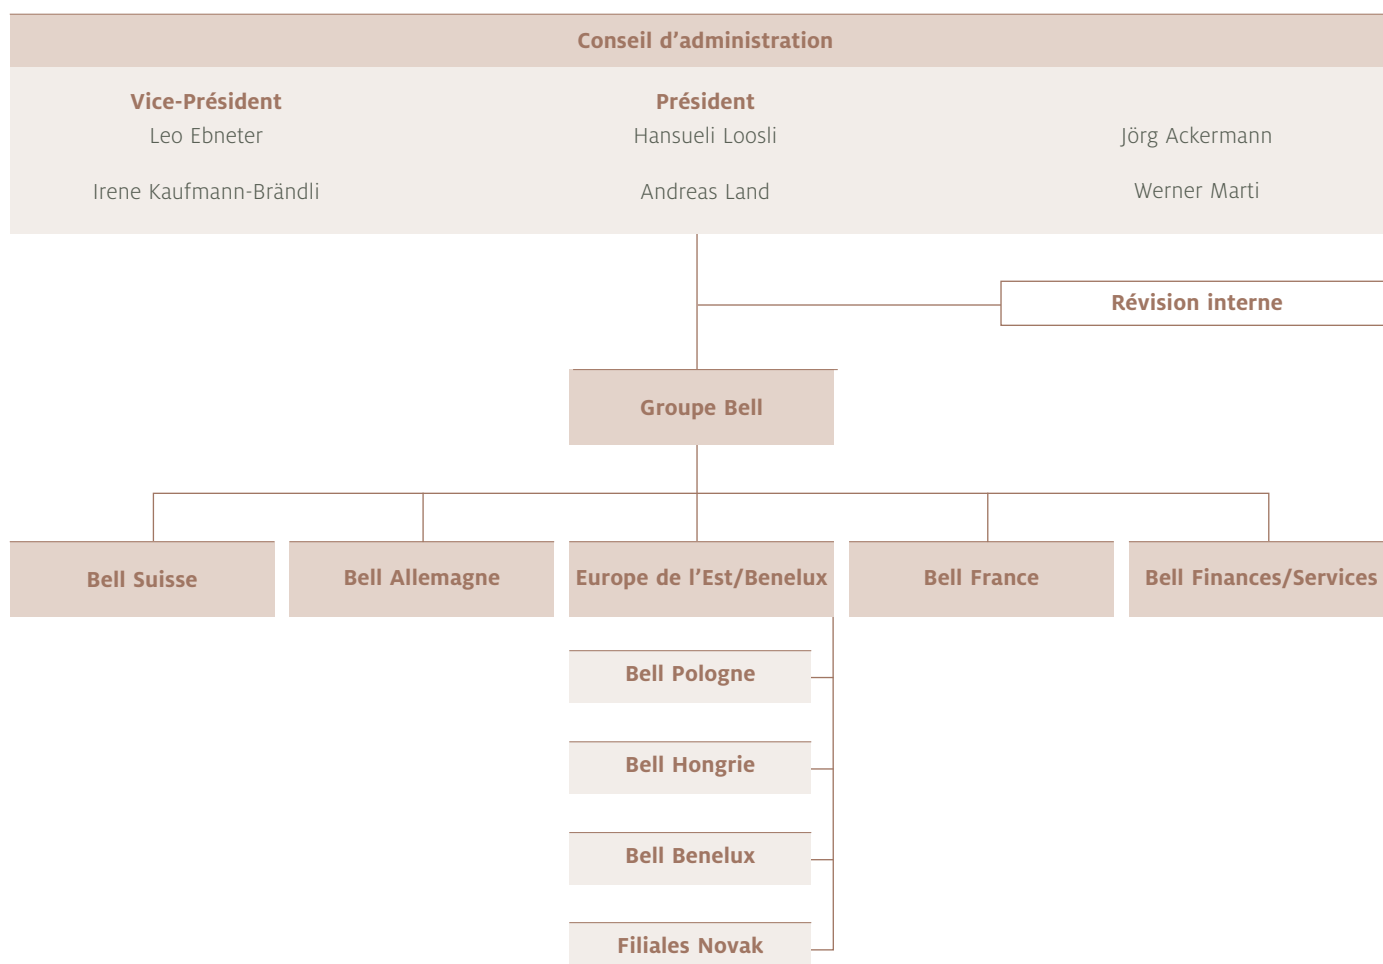 Conseil d’administration
Vice-Président
Président
Leo Ebneter
Hansueli Loosli
Jörg Ackermann
Irene Kaufmann-Brändli
Andreas Land
Werner Marti
Révision interne
Groupe Bell
Bell Suisse
Bell Allemagne
Europe de l’Est/Benelux
Bell France
Bell Finances/Services
Bell Pologne
Bell Hongrie
Bell Benelux
Filiales Novak